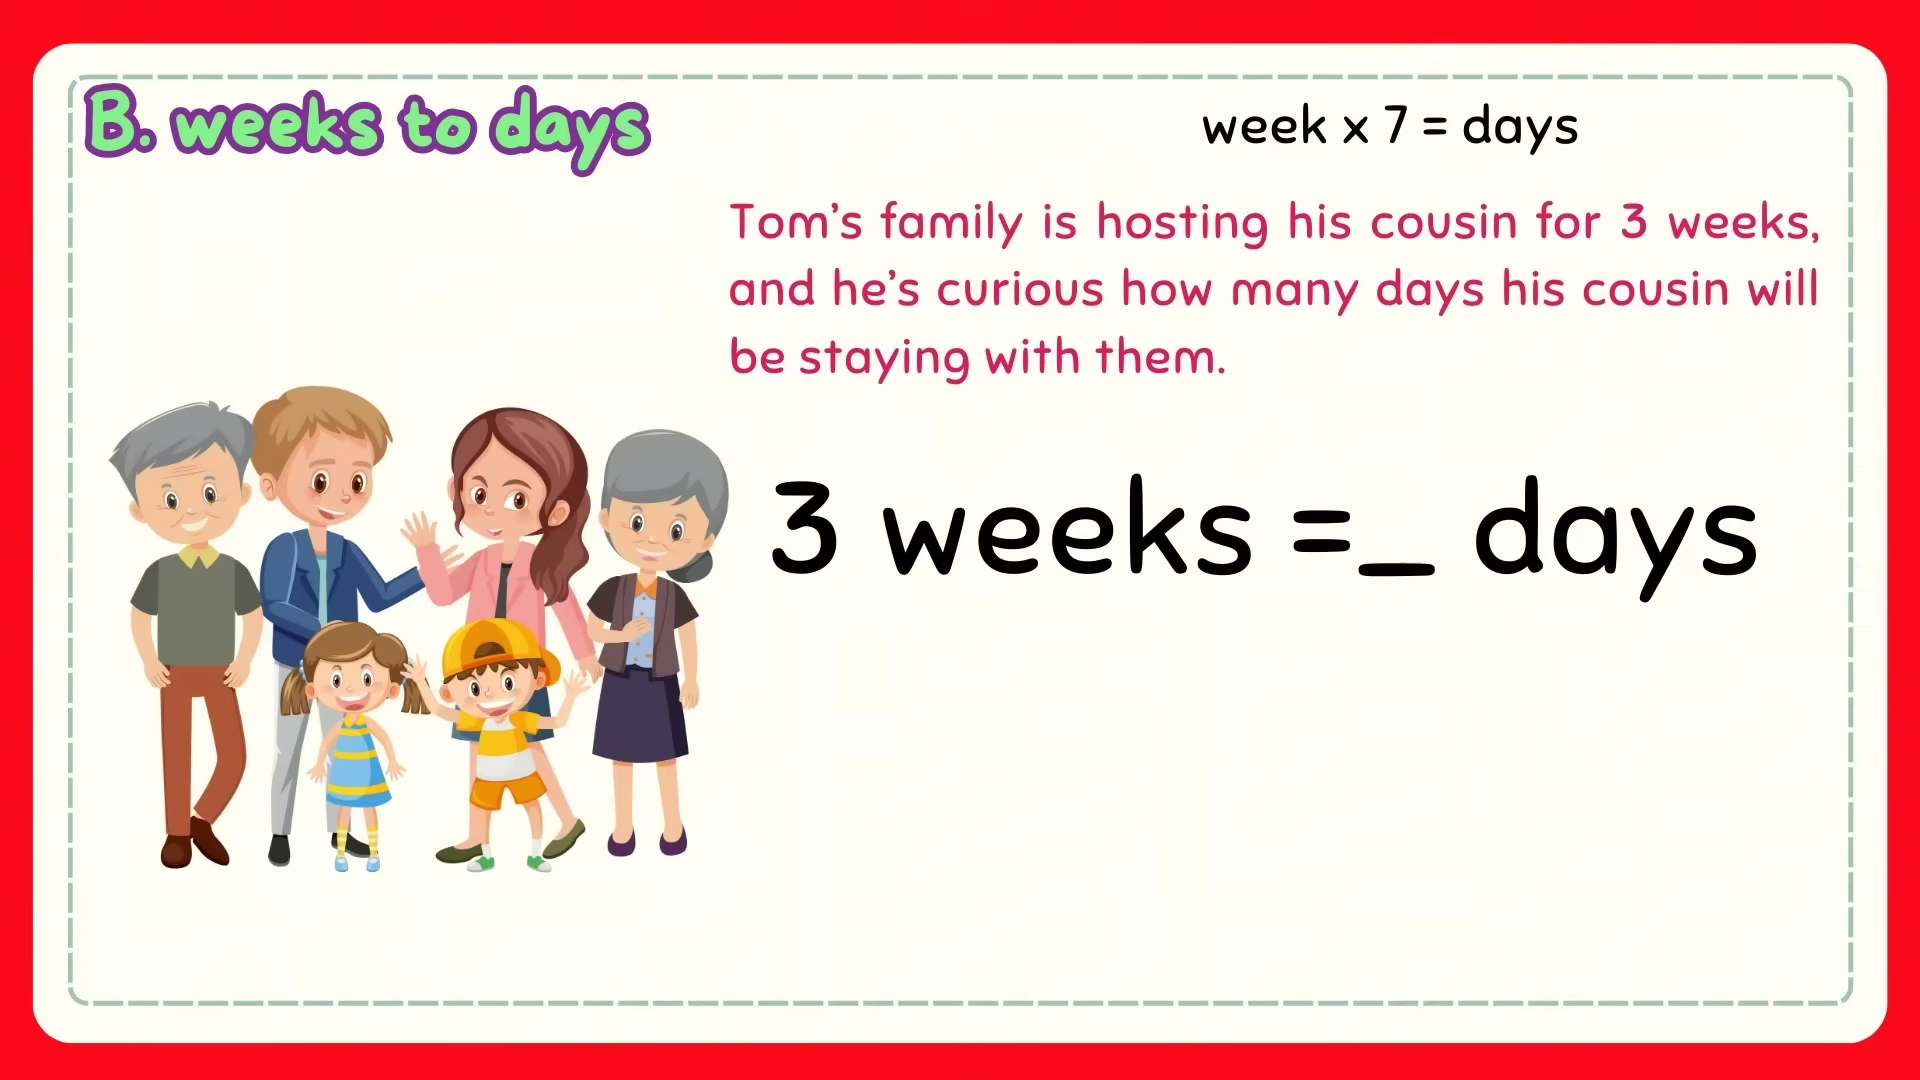 B. weeks to days
week x 7 = days
Tom’s family is hosting his cousin for 3 weeks,
and he’s curious how many days his cousin will
be staying with them.
3 weeks =_ days